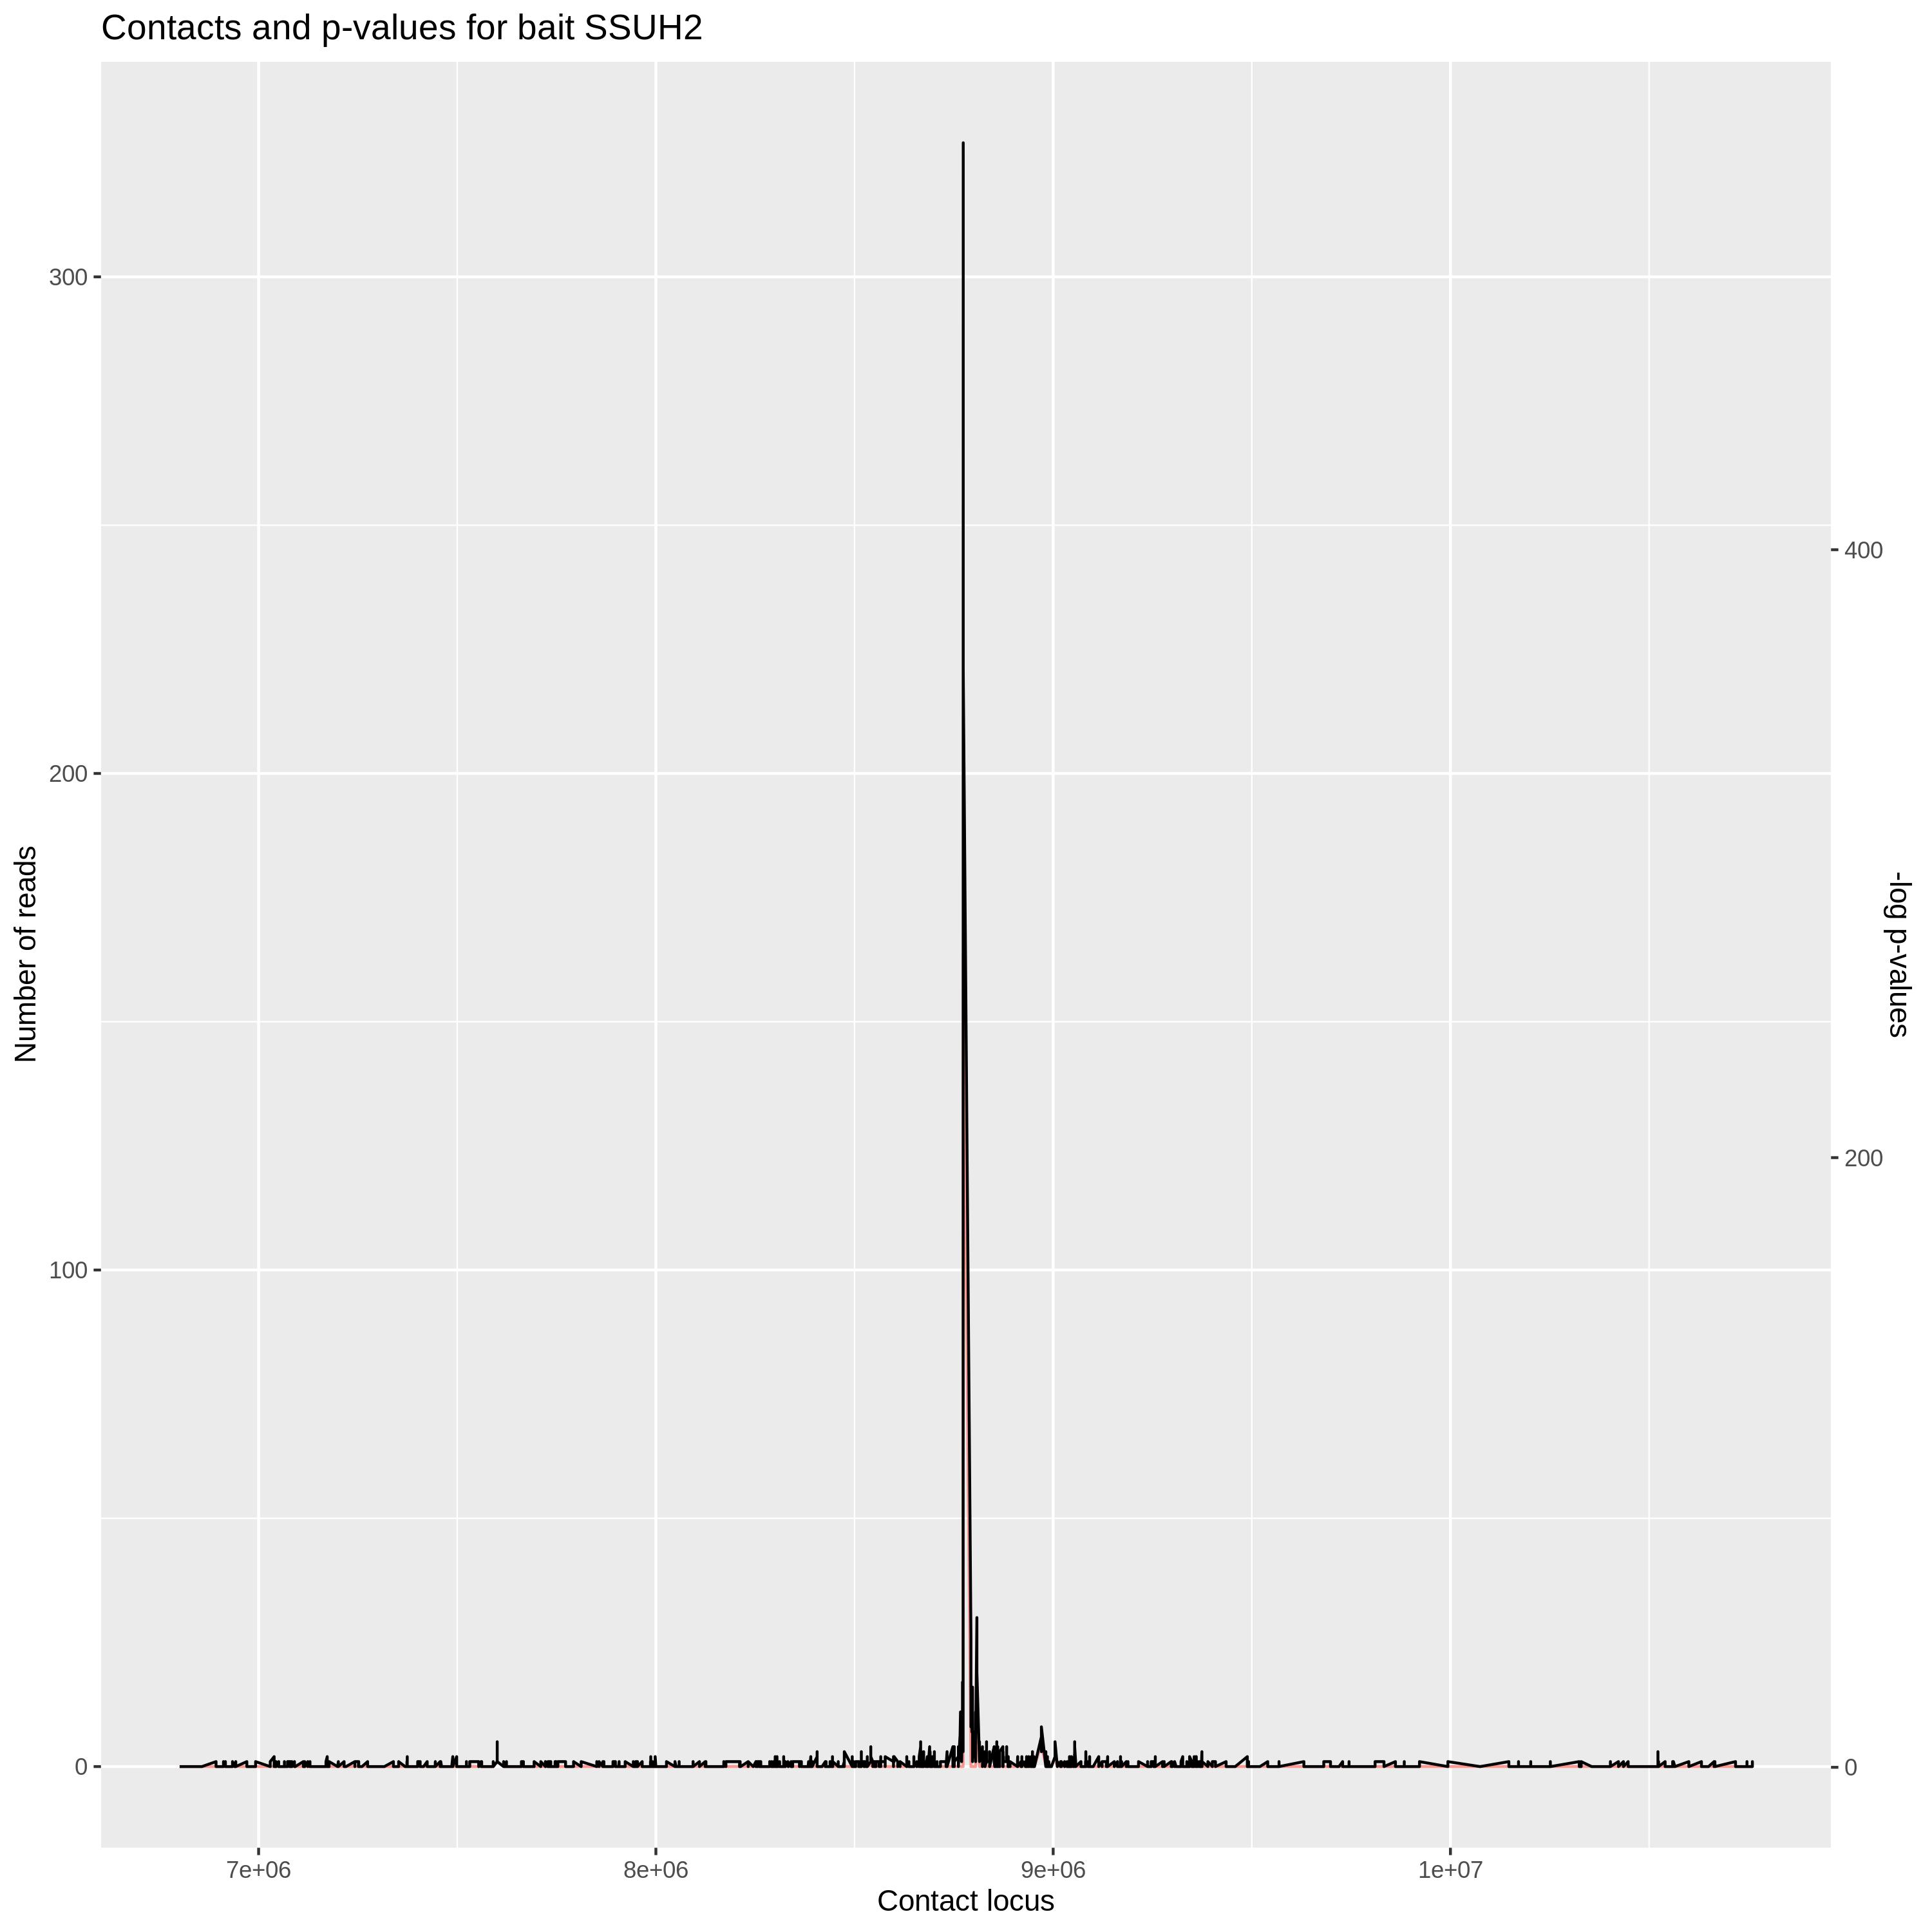 Contacts and p-values for bait SSUH2
300
200
100
0
Number of reads
400
200
0
-log p-values
7e+06
8e+06
9e+06
1e+07
Contact locus